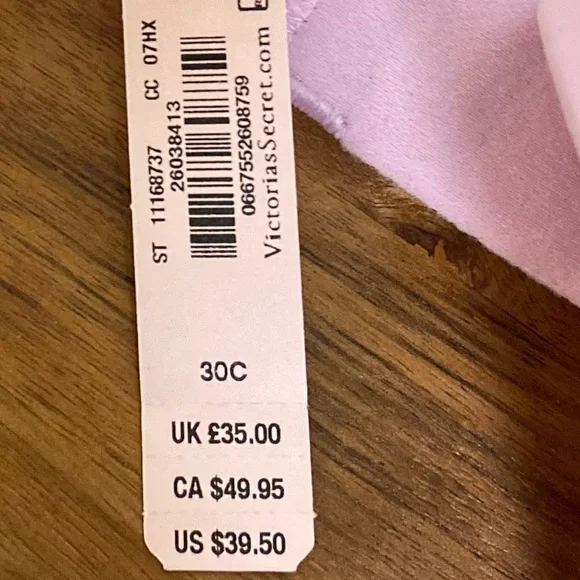 ST 11168737 CC 07HX
26038413
0667552608759
VictoriasSecret.com
30C
UK £35.00
CA $49.95
US $39.50